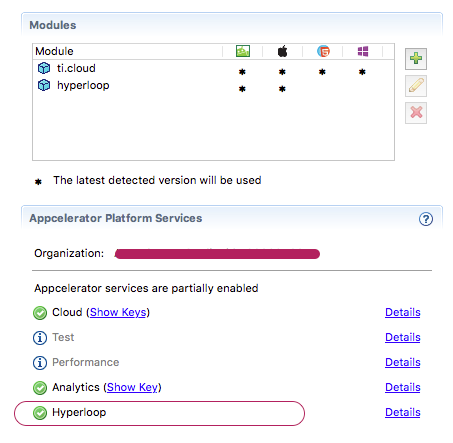 Modules
Module
ti.cloud * * * *
hyperloop * *
* The latest detected version will be used
Appcelerator Platform Services
Organization:
Appcelerator services are partially enabled
Cloud (Show Keys) Details
Test Details
Performance Details
Analytics (Show Key) Details
Hyperloop Details